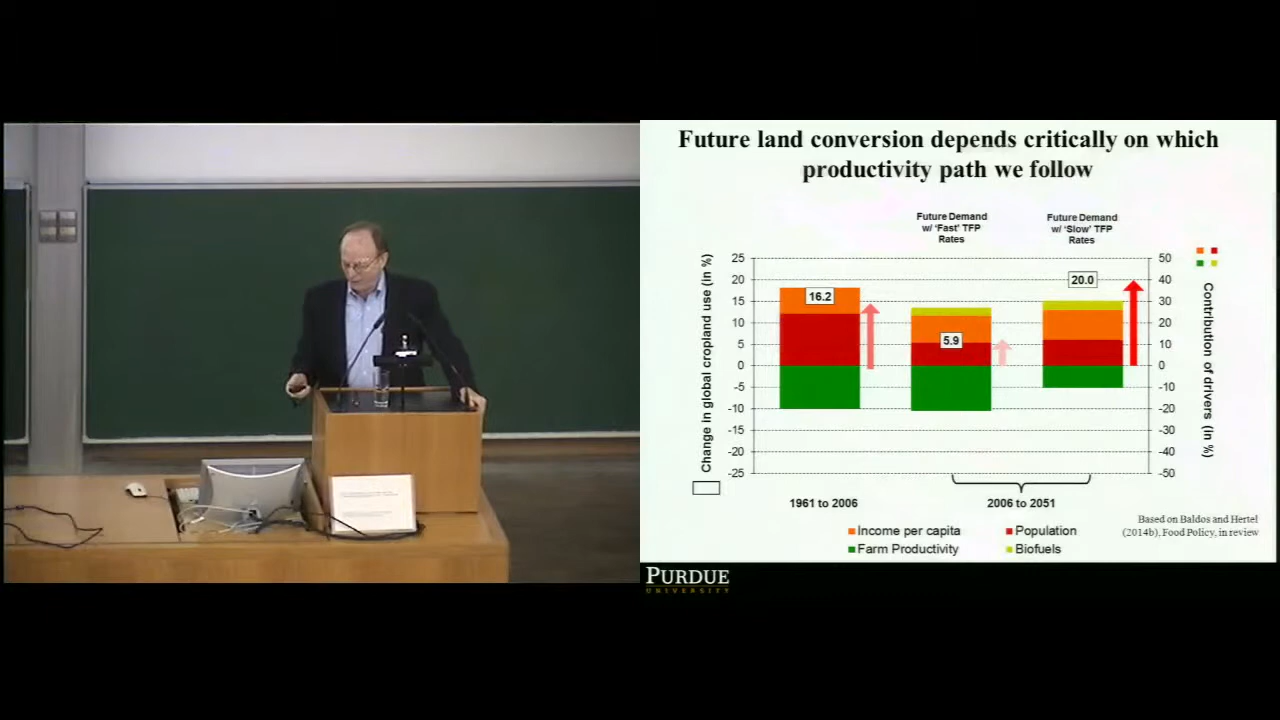 Future land conversion depends critically on which
productivity path we follow
Future Demand
w/ 'Fast' TFP
Rates
Future Demand
w/ 'Slow' TFP
Rates
Change in global cropland use (in %)
25
20
15
10
5
0
-5
-10
-15
-20
-25
16.2
5.9
20.0
50
40
30
20
10
0
-10
-20
-30
-40
-50
Contribution of drivers (in %)
1961 to 2006
2006 to 2051
Income per capita
Population
Farm Productivity
Biofuels
Based on Baldos and Hertel
(2014b), Food Policy, in review
PURDUE
UNIVERSITY